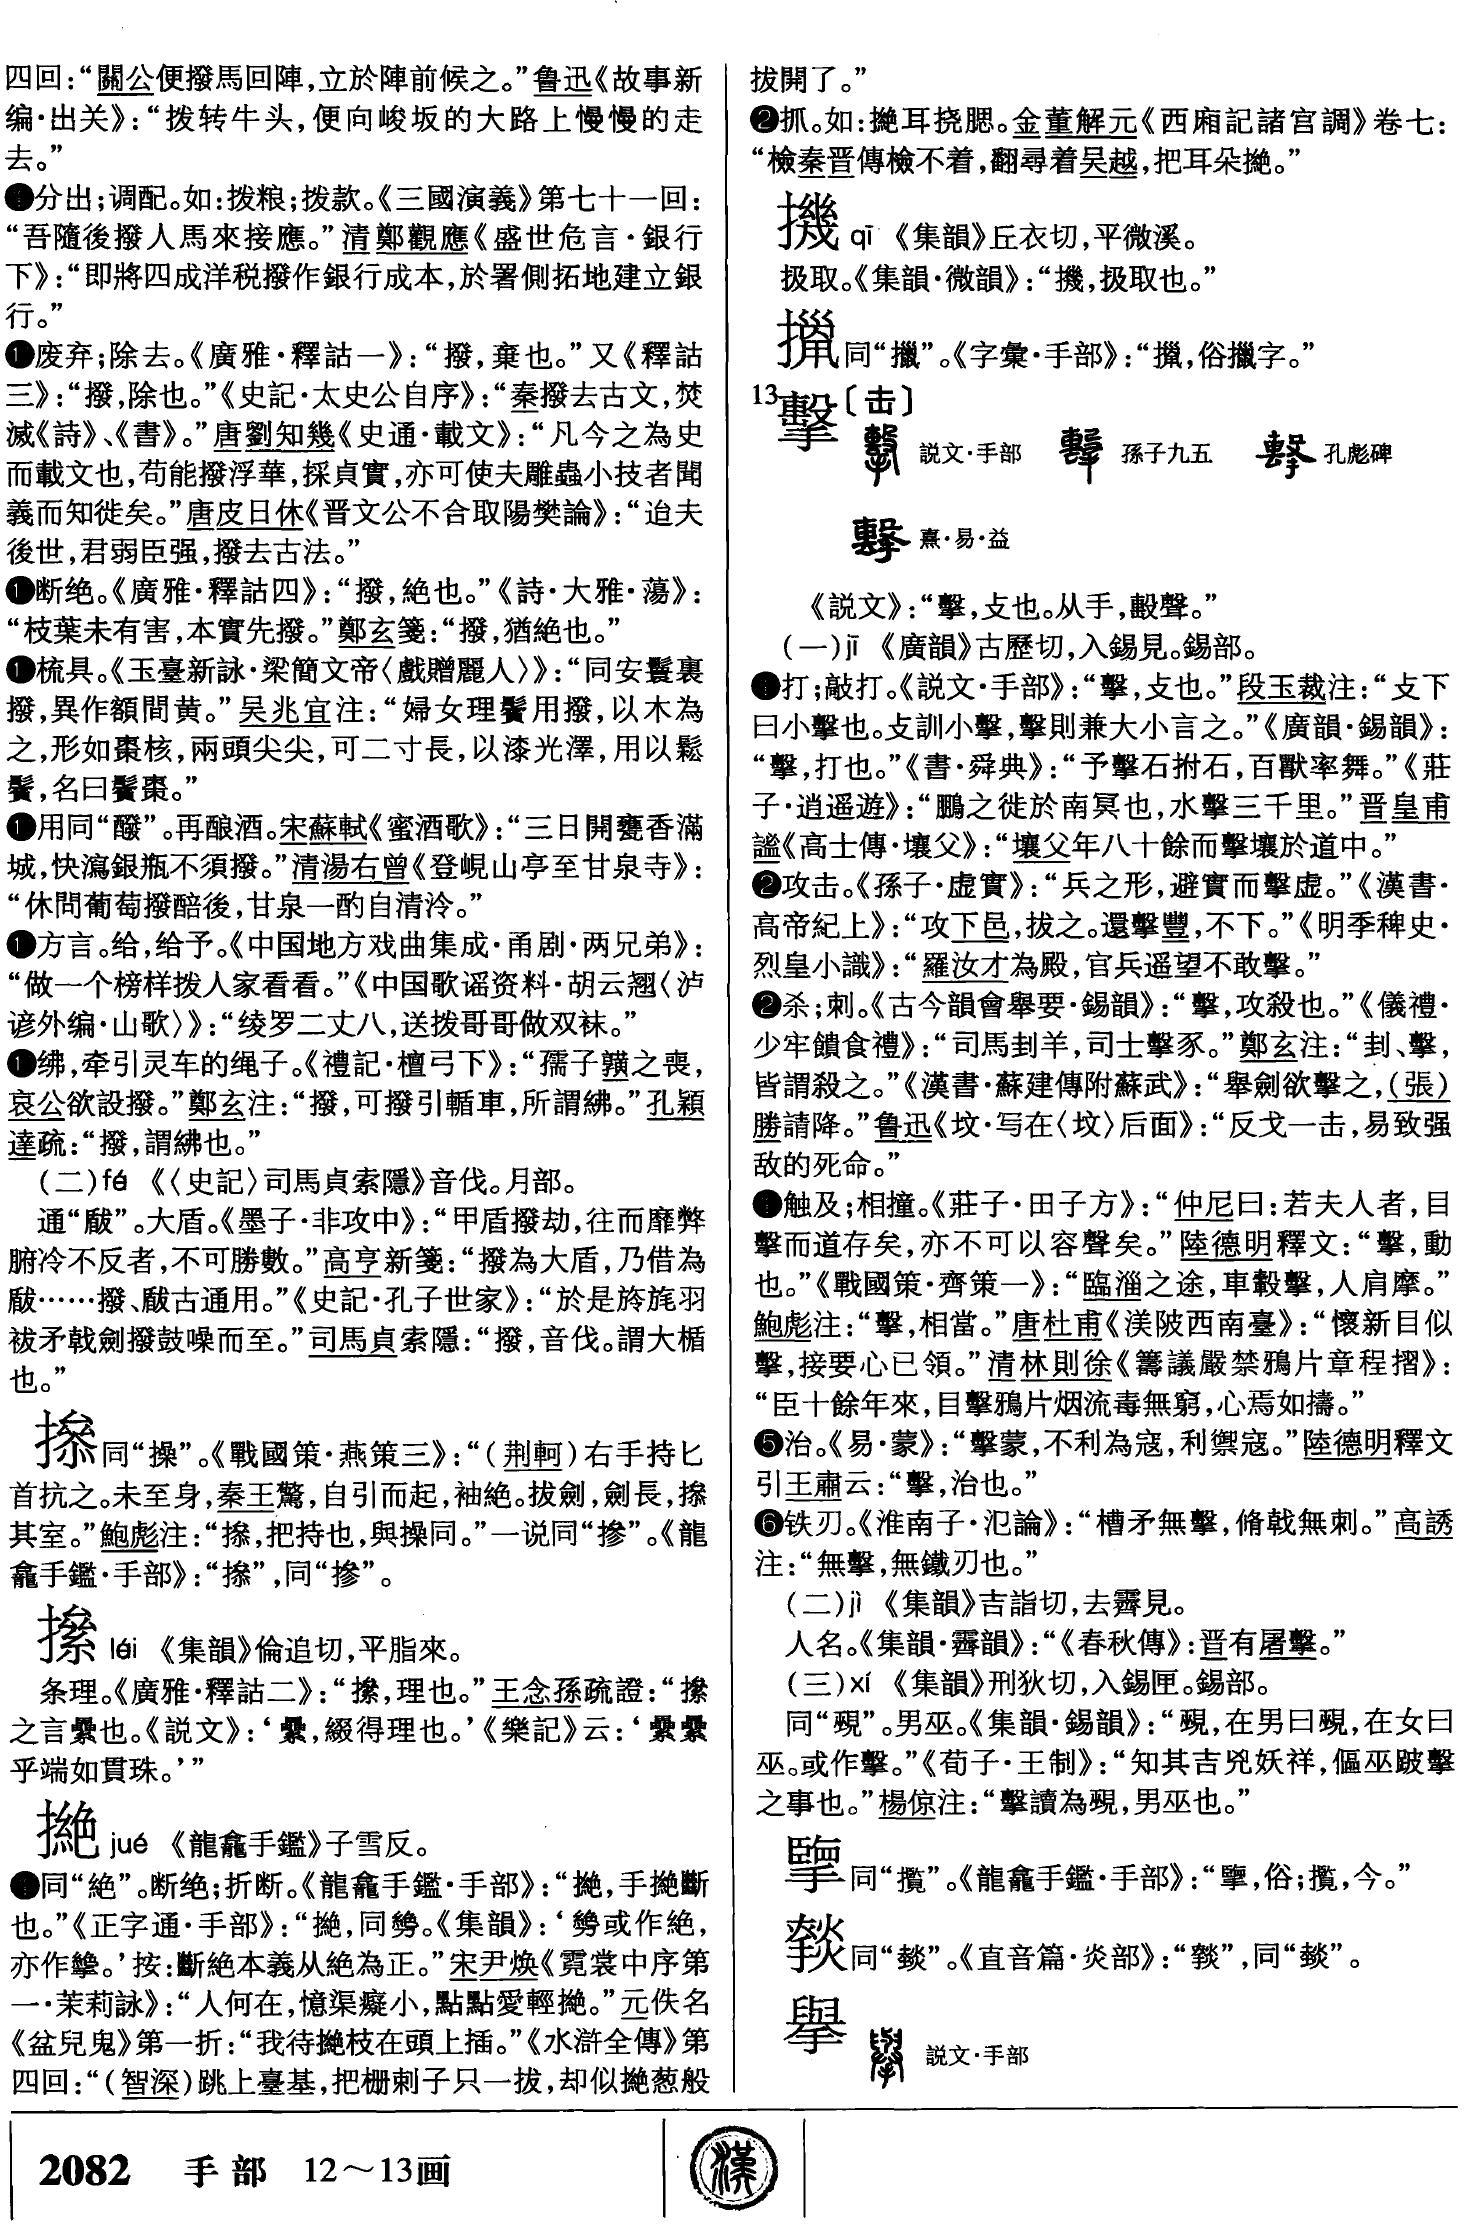 四回：“關公便撥馬回陣，立於陣前候之。”鲁迅《故事新
编·出关》：“拨转牛头，便向峻坂的大路上慢慢的走
去。”
分出；调配。如：拨粮；拨款。《三國演義》第七十一回：
“吾隨後撥人馬來接應。”清鄭觀應《盛世危言·銀行
下》：“即將四成洋税撥作銀行成本，於署側拓地建立銀
行。”
❶废弃；除去。《廣雅·釋詁一》：“撥，棄也。”又《釋詁
三》：“撥，除也。”《史記·太史公自序》：“秦撥去古文，焚
滅《詩》、《書》。”唐劉知幾《史通·載文》：“凡今之為史
而載文也，苟能撥浮華，採貞實，亦可使夫雕蟲小技者聞
義而知徙矣。”唐皮日休《晋文公不合取陽樊論》：“迨夫
後世，君弱臣强，撥去古法。”
❶断绝。《廣雅·釋詁四》：“撥，絶也。”《詩·大雅·蕩》：
“枝葉未有害，本實先撥。”鄭玄箋：“撥，猶絶也。”
❶梳具。《玉臺新詠·梁簡文帝〈戲贈麗人〉》：“同安鬟裏
撥，異作額間黄。”吴兆宜注：“婦女理鬢用撥，以木為
之，形如棗核，兩頭尖尖，可二寸長，以漆光澤，用以鬆
鬢，名曰鬢棗。”
❶用同“醱”。再酿酒。宋蘇軾《蜜酒歌》：“三日開甕香滿
城，快瀉銀瓶不須撥。”清湯右曾《登峴山亭至甘泉寺》：
“休問葡萄撥醅後，甘泉一酌自清泠。”
❶方言。给，给予。《中国地方戏曲集成·甬剧·两兄弟》：
“做一个榜样拨人家看看。”《中国歌谣资料·胡云翘〈泸
谚外编·山歌〉》：“绫罗二丈八，送拨哥哥做双袜。”
❶绋，牵引灵车的绳子。《禮記·檀弓下》：“孺子䵃之喪，
哀公欲設撥。”鄭玄注：“撥，可撥引輴車，所謂紼。”孔穎
達疏：“撥，謂紼也。”
(二)fá 《〈史記〉司馬貞索隱》音伐。月部。
通“瞂”。大盾。《墨子·非攻中》：“甲盾撥劫，往而靡弊
腑冷不反者，不可勝數。”高亨新箋：“撥為大盾，乃借為
瞂……撥、瞂古通用。”《史記·孔子世家》：“於是旍旄羽
袚矛戟劍撥鼓噪而至。”司馬貞索隱：“撥，音伐。謂大楯
也。”
㨆同“操”。《戰國策·燕策三》：“(荆軻)右手持匕
首抗之。未至身，秦王驚，自引而起，袖絶。拔劍，劍長，㨆
其室。”鮑彪注：“㨆，把持也，與操同。”一说同“摻”。《龍
龕手鑑·手部》：“㨆”，同“摻”。
㩌 léi 《集韻》倫追切，平脂來。
条理。《廣雅·釋詁二》：“㩌，理也。”王念孫疏證：“㩌
之言纍也。《説文》：‘纍，綴得理也。’《樂記》云：‘纍纍
乎端如貫珠。’”
撧 jué 《龍龕手鑑》子雪反。
同“絶”。断绝；折断。《龍龕手鑑·手部》：“撧，手撧斷
也。”《正字通·手部》：“撧，同㔃。《集韻》：‘㔃或作絶，
亦作㩢。’按：斷絶本義从絶為正。”宋尹焕《霓裳中序第
一·茉莉詠》：“人何在，憶渠癡小，點點愛輕撧。”元佚名
《盆兒鬼》第一折：“我待撧枝在頭上插。”《水滸全傳》第
四回：“(智深)跳上臺基，把栅剌子只一拔，却似撧葱般
拔開了。”
❷抓。如：撧耳挠腮。金董解元《西廂記諸宫調》卷七：
“檢秦晋傳檢不着，翻尋着吴越，把耳朵撧。”
㨳 qī 《集韻》丘衣切，平微溪。
扱取。《集韻·微韻》：“㨳，扱取也。”
擸同“擸”。《字彙·手部》：“㩉，俗擸字。”
13擊〔击〕
説文·手部 孫子九五 孔彪碑
熹·易·益
《説文》：“擊，攴也。从手，毄聲。”
(一)jī 《廣韻》古歷切，入錫見。錫部。
打；敲打。《説文·手部》：“擊，攴也。”段玉裁注：“攴下
曰小擊也。攴訓小擊，擊則兼大小言之。”《廣韻·錫韻》：
“擊，打也。”《書·舜典》：“予擊石拊石，百獸率舞。”《莊
子·逍遥遊》：“鵬之徙於南冥也，水擊三千里。”晋皇甫
謐《高士傳·壤父》：“壤父年八十餘而擊壤於道中。”
❷攻击。《孫子·虚實》：“兵之形，避實而擊虚。”《漢書·
高帝紀上》：“攻下邑，拔之。還擊豐，不下。”《明季稗史·
烈皇小識》：“羅汝才為殿，官兵遥望不敢擊。”
❷杀；刺。《古今韻會舉要·錫韻》：“擊，攻殺也。”《儀禮·
少牢饋食禮》：“司馬刲羊，司士擊豕。”鄭玄注：“刲、擊，
皆謂殺之。”《漢書·蘇建傳附蘇武》：“舉劍欲擊之，(張)
勝請降。”鲁迅《坟·写在〈坟〉后面》：“反戈一击，易致强
敌的死命。”
触及；相撞。《莊子·田子方》：“仲尼曰：若夫人者，目
擊而道存矣，亦不可以容聲矣。”陸德明釋文：“擊，動
也。”《戰國策·齊策一》：“臨淄之途，車轂擊，人肩摩。”
鮑彪注：“擊，相當。”唐杜甫《渼陂西南臺》：“懷新目似
擊，接要心已領。”清林則徐《籌議嚴禁鴉片章程摺》：
“臣十餘年來，目擊鴉片烟流毒無窮，心焉如擣。”
❺治。《易·蒙》：“擊蒙，不利為寇，利禦寇。”陸德明釋文
引王肅云：“擊，治也。”
❻铁刃。《淮南子·氾論》：“槽矛無擊，脩戟無刺。”高誘
注：“無擊，無鐵刃也。”
(二)jì 《集韻》吉詣切，去霽見。
人名。《集韻·霽韻》：“《春秋傳》：晋有屠擊。”
(三)xí 《集韻》刑狄切，入錫匣。錫部。
同“覡”。男巫。《集韻·錫韻》：“覡，在男曰覡，在女曰
巫。或作擊。”《荀子·王制》：“知其吉兇妖祥，傴巫跛擊
之事也。”楊倞注：“擊讀為覡，男巫也。”
㩜同“擥”。《龍龕手鑑·手部》：“㩜，俗；擥，今。”
同“燅”。《直音篇·炎部》：“”，同“燅”。
擧
説文·手部
2082 手部 12～13画
漢